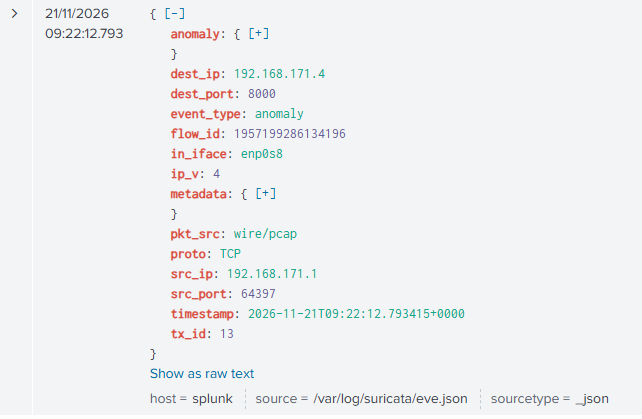 21/11/2026
09:22:12.793
{ [-]
anomaly: { [+]
}
dest_ip: 192.168.171.4
dest_port: 8000
event_type: anomaly
flow_id: 1957199286134196
in_iface: enp0s8
ip_v: 4
metadata: { [+]
}
pkt_src: wire/pcap
proto: TCP
src_ip: 192.168.171.1
src_port: 64397
timestamp: 2026-11-21T09:22:12.793415+0000
tx_id: 13
}
Show as raw text
host = splunk source = /var/log/suricata/eve.json sourcetype = _json